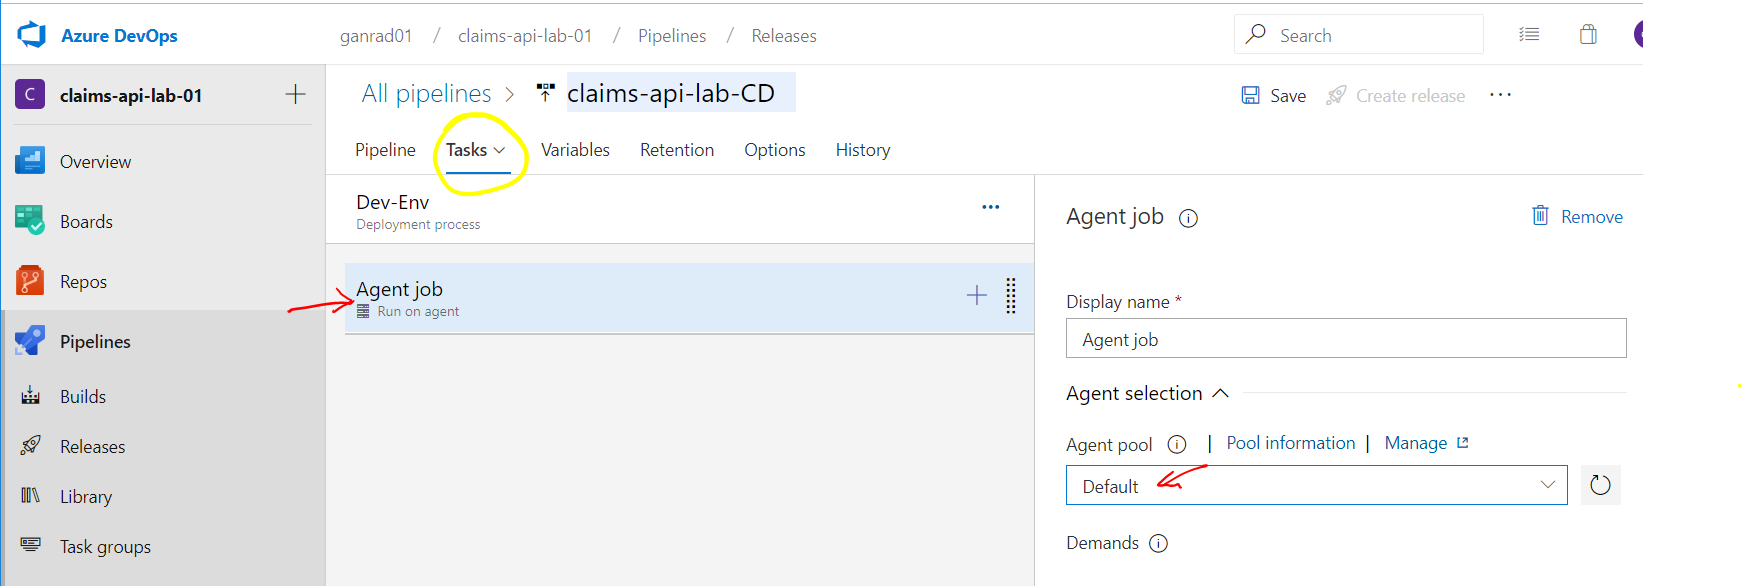 Azure DevOps
ganrad01 / claims-api-lab-01 / Pipelines / Releases
Search
C
claims-api-lab-01
Overview
Boards
Repos
Pipelines
Builds
Releases
Library
Task groups
All pipelines > claims-api-lab-CD
Save
Create release
Pipeline
Tasks
Variables
Retention
Options
History
Dev-Env
Deployment process
Agent job
Run on agent
Agent job
Remove
Display name *
Agent job
Agent selection
Agent pool | Pool information | Manage
Default
Demands